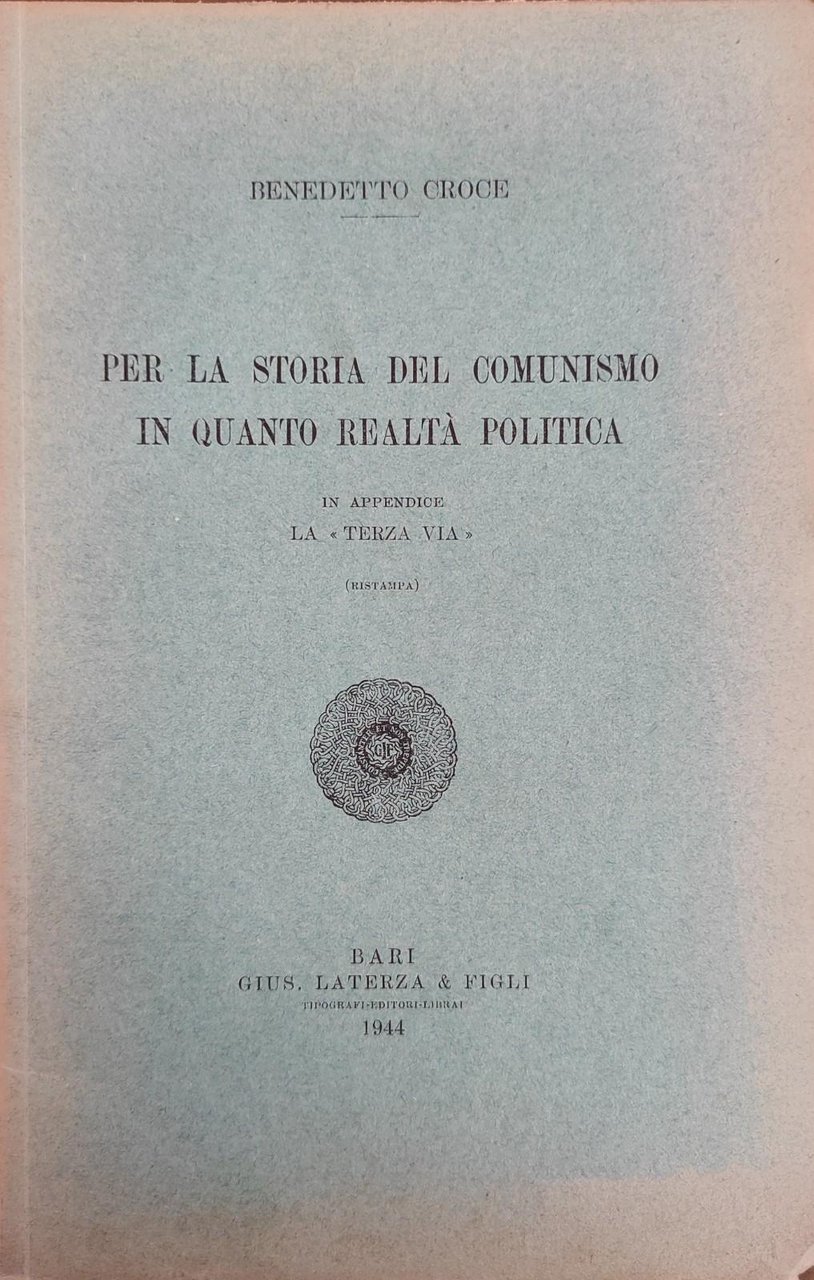 BENEDETTO CROCE
PER LA STORIA DEL COMUNISMO
IN QUANTO REALTÀ POLITICA
IN APPENDICE
LA « TERZA VIA »
(RISTAMPA)
BARI
GIUS. LATERZA & FIGLI
TIPOGRAFI-EDITORI-LIBRAI
1944